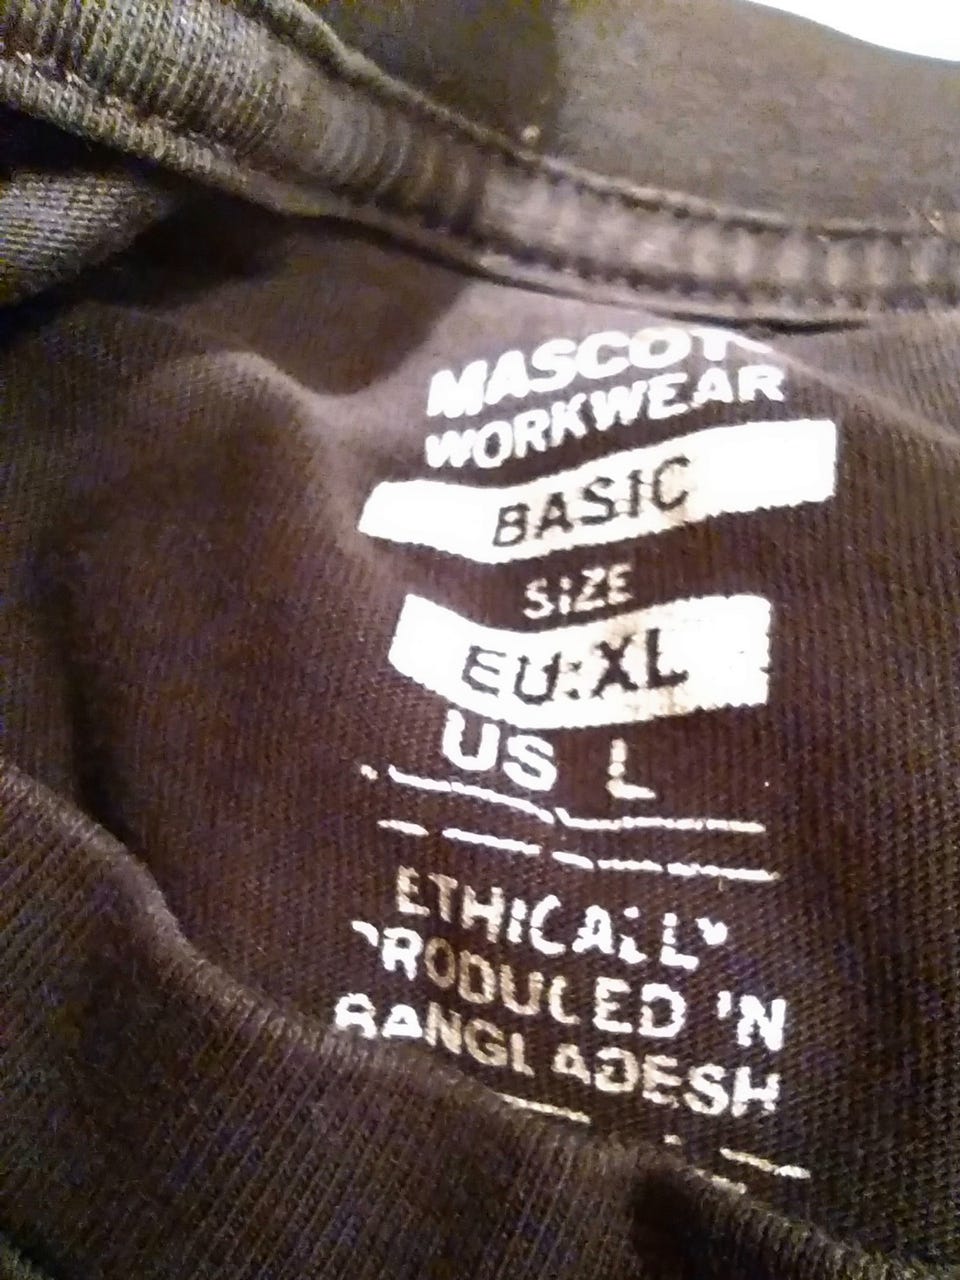 MASCOT
WORKWEAR
BASIC
SIZE
EU:XL
US L
ETHICALLY
PRODUCED IN
BANGLADESH